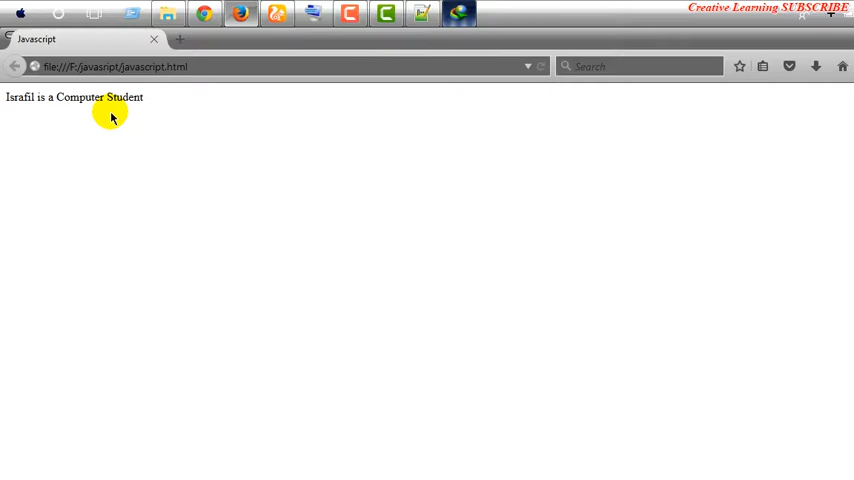 Creative Learning SUBSCRIBE
Javascript
file:///F:/javasript/javascript.html
Search
Israfil is a Computer Student